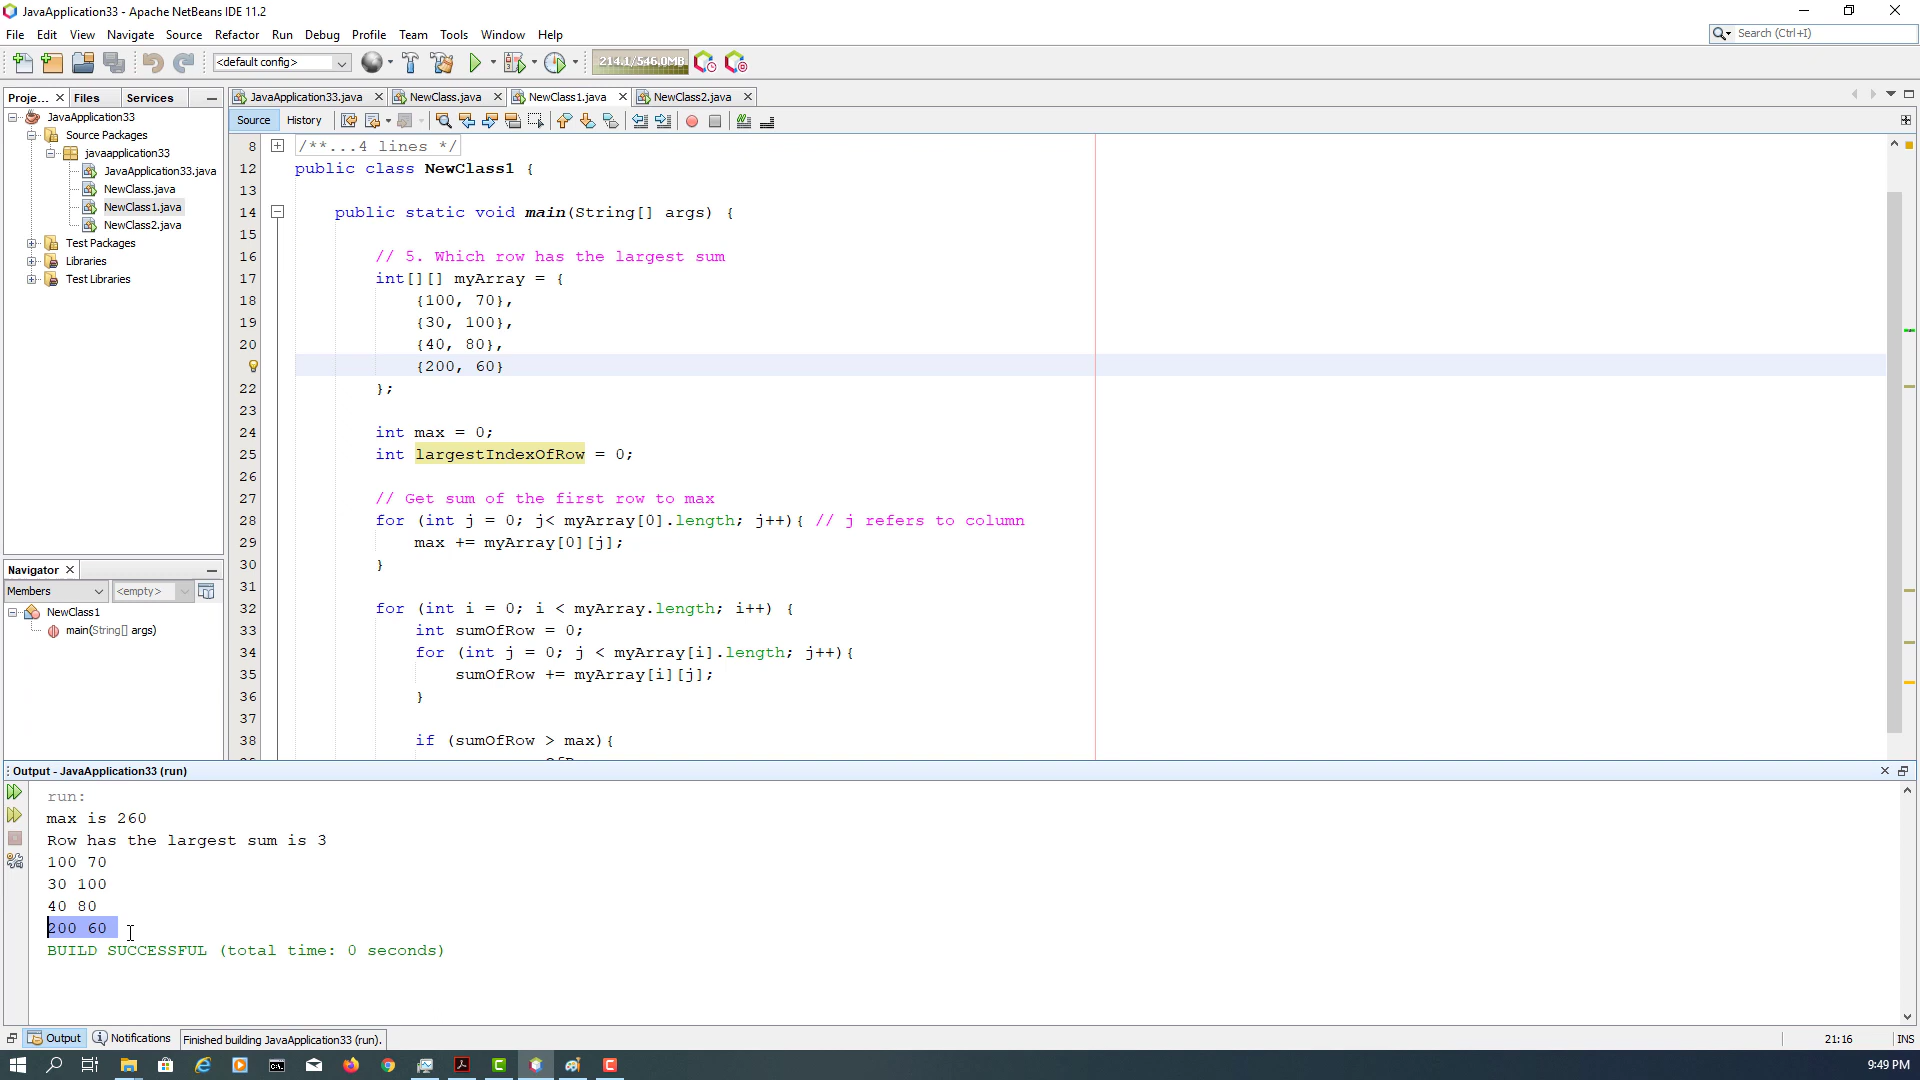 JavaApplication33 - Apache NetBeans IDE 11.2
File Edit View Navigate Source Refactor Run Debug Profile Team Tools Window Help
Search (Ctrl+I)
<default config>
214.1/546.0MB
Proje... Files Services
JavaApplication33.java NewClass.java NewClass1.java NewClass2.java
Source History
JavaApplication33
Source Packages
javaapplication33
JavaApplication33.java
NewClass.java
NewClass1.java
NewClass2.java
Test Packages
Libraries
Test Libraries
Navigator
Members <empty>
NewClass1
main(String[] args)
8 /**...4 lines */
12 public class NewClass1 {
13
14 public static void main(String[] args) {
15
16 // 5. Which row has the largest sum
17 int[][] myArray = {
18 {100, 70},
19 {30, 100},
20 {40, 80},
{200, 60}
22 };
23
24 int max = 0;
25 int largestIndexOfRow = 0;
26
27 // Get sum of the first row to max
28 for (int j = 0; j< myArray[0].length; j++){ // j refers to column
29 max += myArray[0][j];
30 }
31
32 for (int i = 0; i < myArray.length; i++) {
33 int sumOfRow = 0;
34 for (int j = 0; j < myArray[i].length; j++){
35 sumOfRow += myArray[i][j];
36 }
37
38 if (sumOfRow > max){
Output - JavaApplication33 (run)
run:
max is 260
Row has the largest sum is 3
100 70
30 100
40 80
200 60
BUILD SUCCESSFUL (total time: 0 seconds)
Output Notifications Finished building JavaApplication33 (run).
21:16 INS
9:49 PM